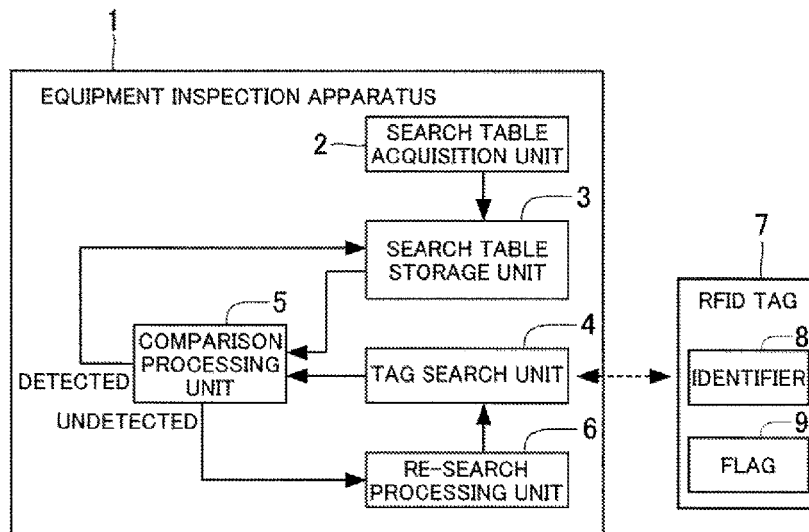 1
EQUIPMENT INSPECTION APPARATUS
2
SEARCH TABLE
ACQUISITION UNIT
3
SEARCH TABLE
STORAGE UNIT
5
COMPARISON
PROCESSING
UNIT
DETECTED
UNDETECTED
4
TAG SEARCH UNIT
6
RE-SEARCH
PROCESSING UNIT
7
RFID TAG
8
IDENTIFIER
9
FLAG